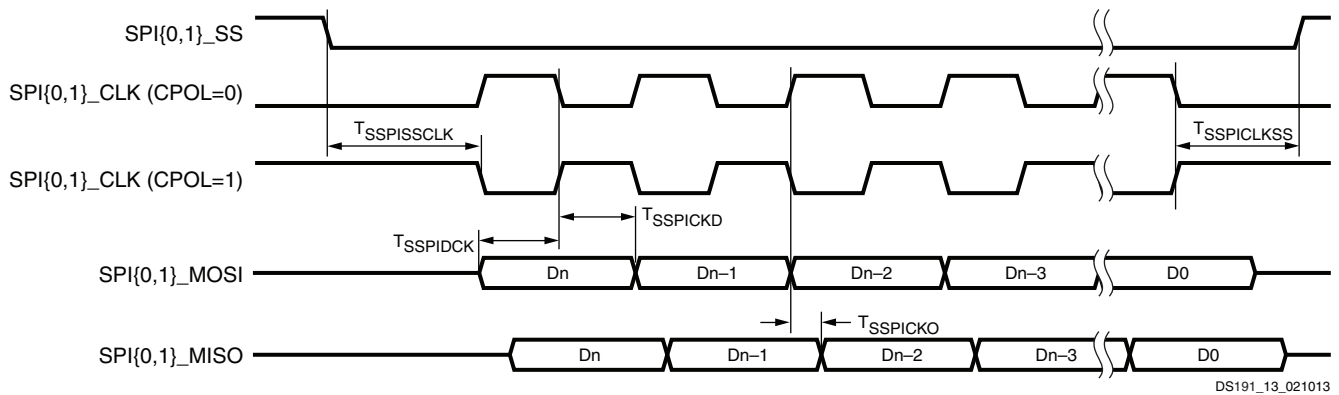 SPI{0,1}_SS
SPI{0,1}_CLK (CPOL=0)
TSSPISSCLK
TSSPICLKSS
SPI{0,1}_CLK (CPOL=1)
TSSPICKD
TSSPIDCK
SPI{0,1}_MOSI
Dn
Dn–1
Dn–2
Dn–3
D0
TSSPICKO
SPI{0,1}_MISO
Dn
Dn–1
Dn–2
Dn–3
D0
DS191_13_021013